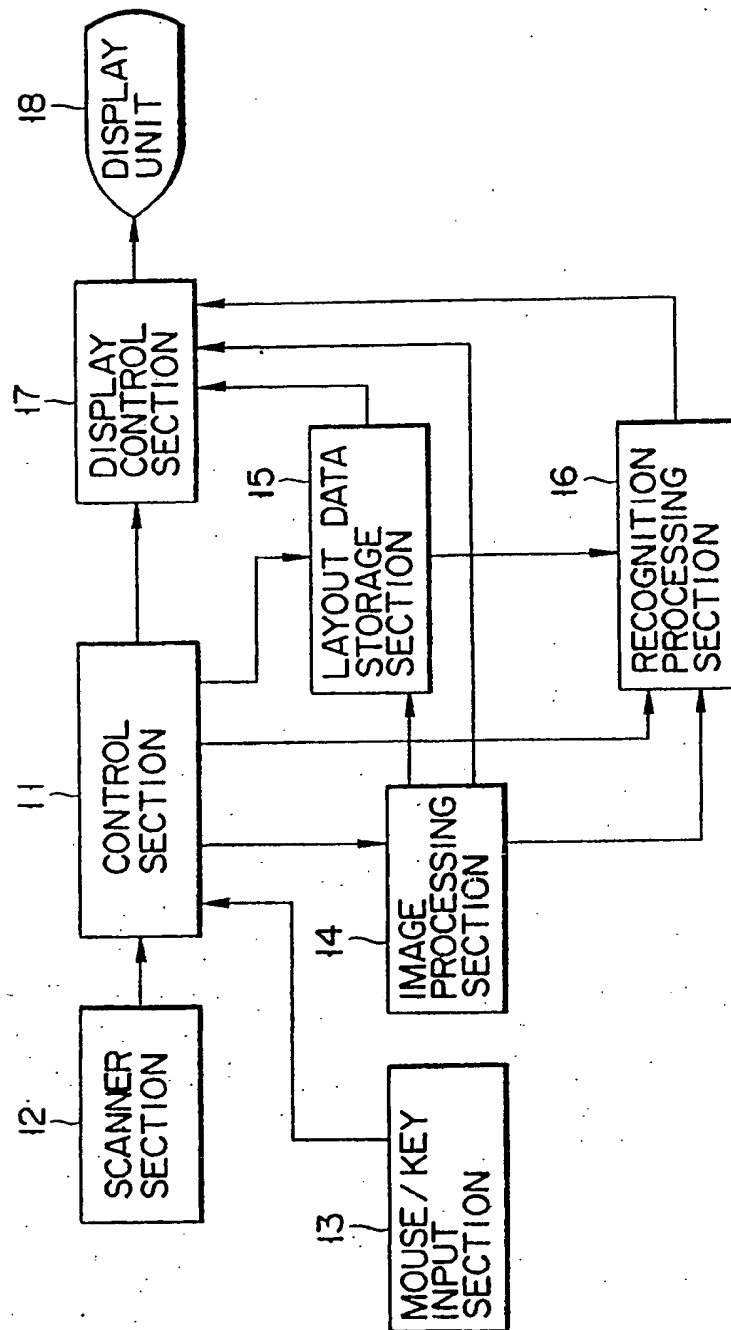 12
SCANNER
SECTION
11
CONTROL
SECTION
17
DISPLAY
CONTROL
SECTION
18
DISPLAY
UNIT
13
MOUSE/KEY
INPUT
SECTION
14
IMAGE
PROCESSING
SECTION
15
LAYOUT DATA
STORAGE
SECTION
16
RECOGNITION
PROCESSING
SECTION